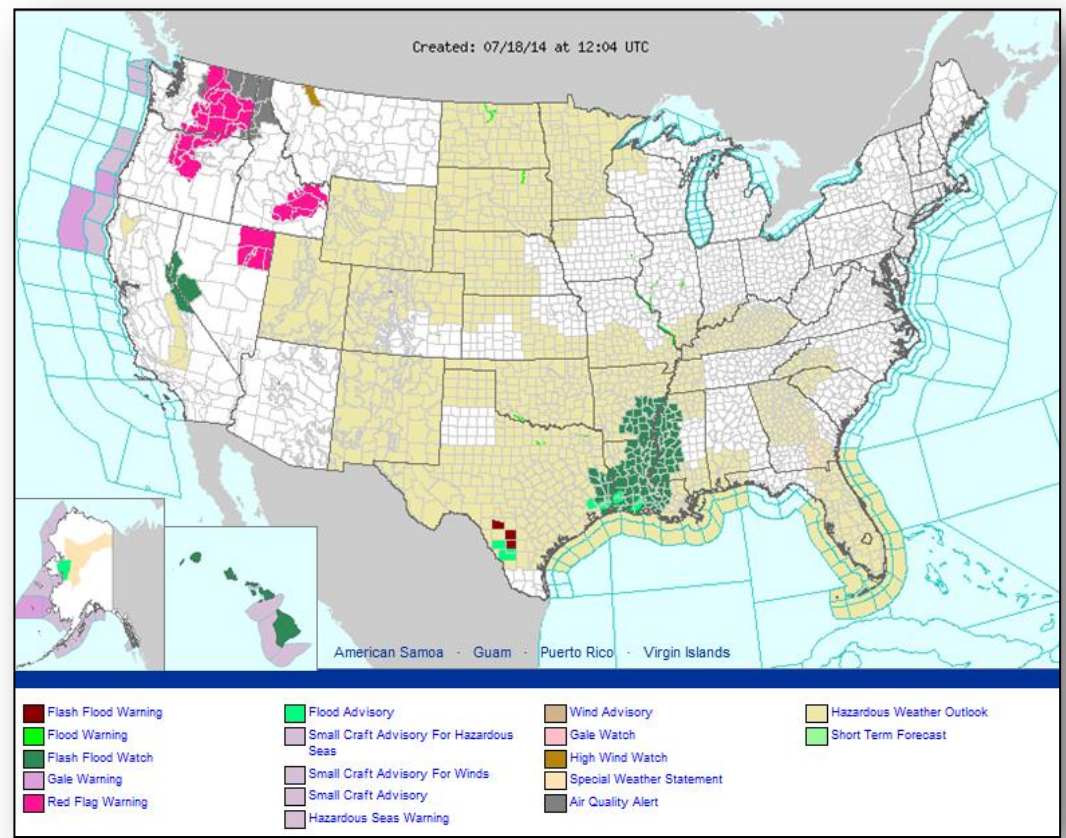 Created: 07/18/14 at 12:04 UTC
American Samoa · Guam · Puerto Rico · Virgin Islands
Flash Flood Warning
Flood Warning
Flash Flood Watch
Gale Warning
Red Flag Warning
Flood Advisory
Small Craft Advisory For Hazardous
Seas
Small Craft Advisory For Winds
Small Craft Advisory
Hazardous Seas Warning
Wind Advisory
Gale Watch
High Wind Watch
Special Weather Statement
Air Quality Alert
Hazardous Weather Outlook
Short Term Forecast